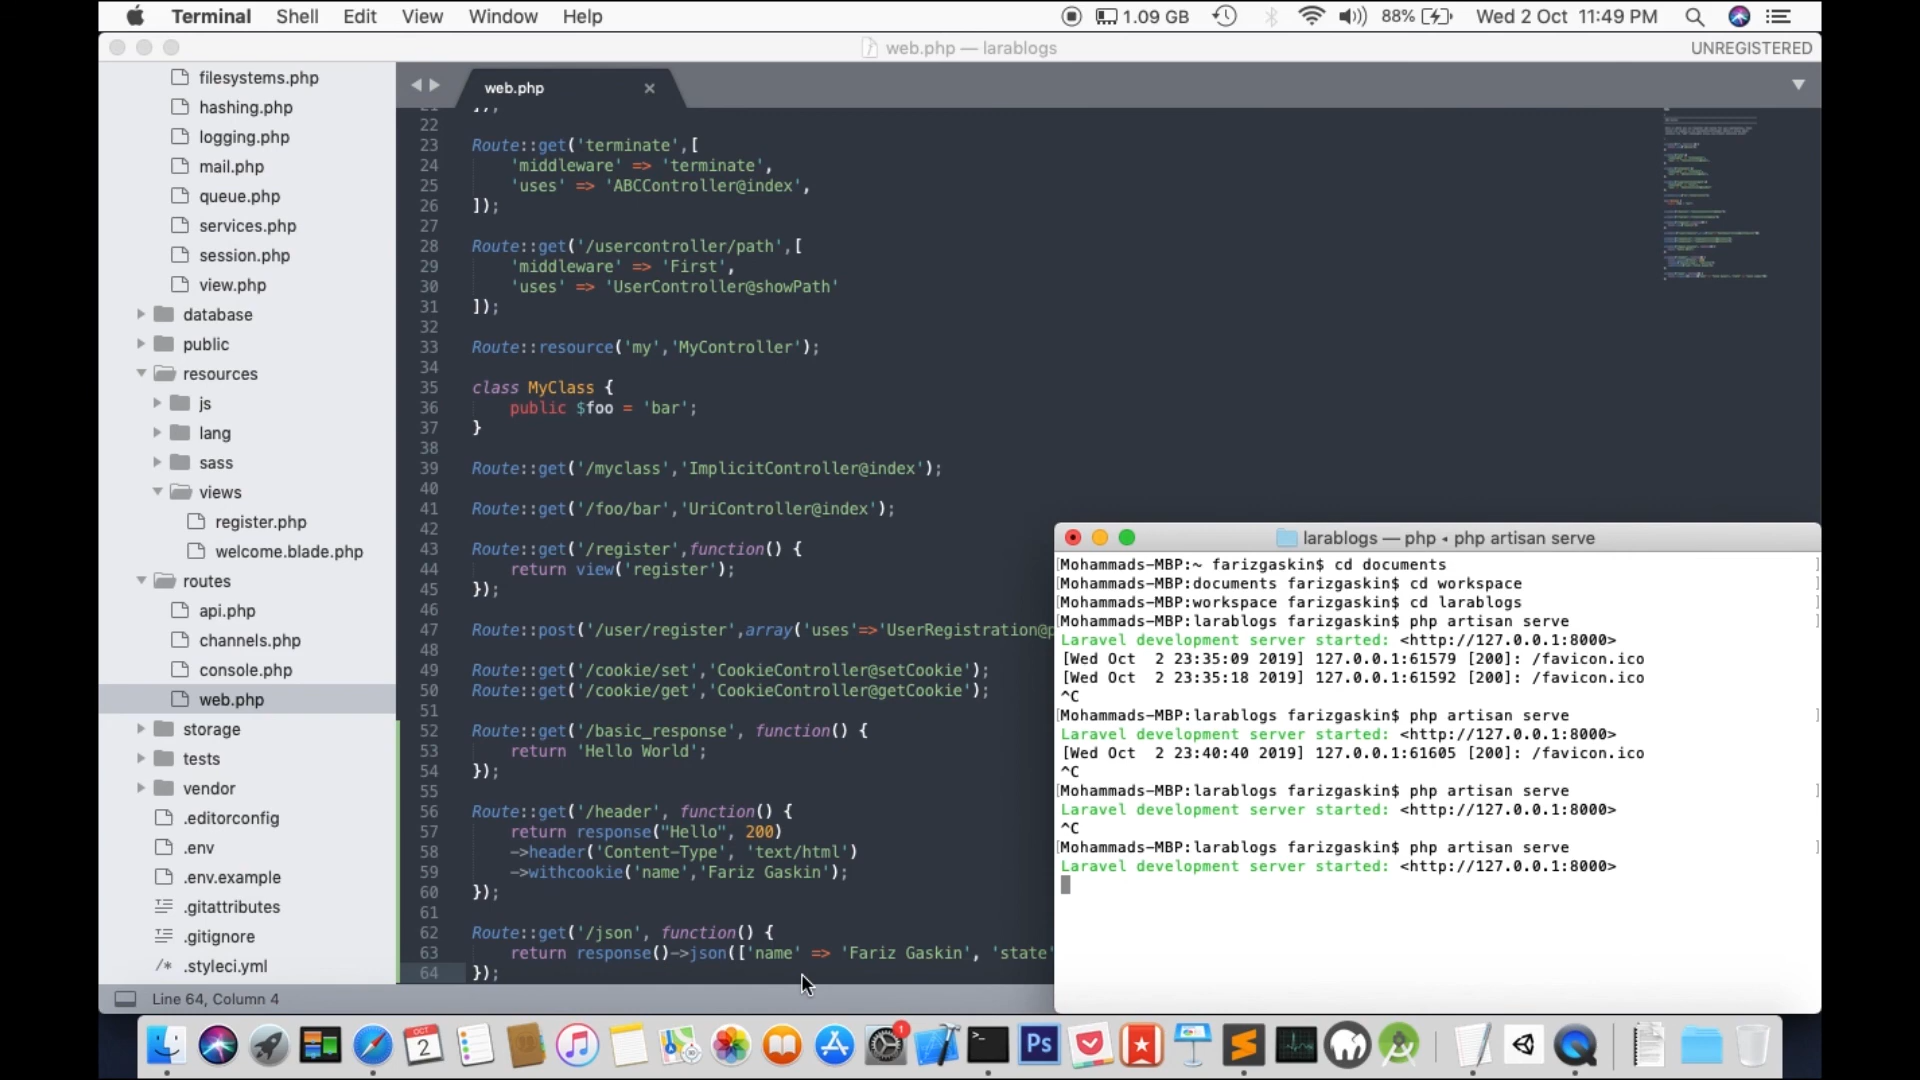 Terminal Shell Edit View Window Help 1.09 GB 88% Wed 2 Oct 11:49 PM
web.php — larablogs UNREGISTERED
filesystems.php
hashing.php
logging.php
mail.php
queue.php
services.php
session.php
view.php
database
public
resources
js
lang
sass
views
register.php
welcome.blade.php
routes
api.php
channels.php
console.php
web.php
storage
tests
vendor
.editorconfig
.env
.env.example
.gitattributes
.gitignore
/* .styleci.yml
web.php ×
21 ]);
22
23 Route::get('terminate',[
24 'middleware' => 'terminate',
25 'uses' => 'ABCController@index',
26 ]);
27
28 Route::get('/usercontroller/path',[
29 'middleware' => 'First',
30 'uses' => 'UserController@showPath'
31 ]);
32
33 Route::resource('my','MyController');
34
35 class MyClass {
36 public $foo = 'bar';
37 }
38
39 Route::get('/myclass','ImplicitController@index');
40
41 Route::get('/foo/bar','UriController@index');
42
43 Route::get('/register',function() {
44 return view('register');
45 });
46
47 Route::post('/user/register',array('uses'=>'UserRegistration@p
48
49 Route::get('/cookie/set','CookieController@setCookie');
50 Route::get('/cookie/get','CookieController@getCookie');
51
52 Route::get('/basic_response', function() {
53 return 'Hello World';
54 });
55
56 Route::get('/header', function() {
57 return response("Hello", 200)
58 ->header('Content-Type', 'text/html')
59 ->withcookie('name','Fariz Gaskin');
60 });
61
62 Route::get('/json', function() {
63 return response()->json(['name' => 'Fariz Gaskin', 'state'
64 });
Line 64, Column 4
larablogs — php ◂ php artisan serve
[Mohammads-MBP:~ farizgaskin$ cd documents ]
[Mohammads-MBP:documents farizgaskin$ cd workspace ]
[Mohammads-MBP:workspace farizgaskin$ cd larablogs ]
[Mohammads-MBP:larablogs farizgaskin$ php artisan serve ]
Laravel development server started: <http://127.0.0.1:8000>
[Wed Oct  2 23:35:09 2019] 127.0.0.1:61579 [200]: /favicon.ico
[Wed Oct  2 23:35:18 2019] 127.0.0.1:61592 [200]: /favicon.ico
^C
[Mohammads-MBP:larablogs farizgaskin$ php artisan serve ]
Laravel development server started: <http://127.0.0.1:8000>
[Wed Oct  2 23:40:40 2019] 127.0.0.1:61605 [200]: /favicon.ico
^C
[Mohammads-MBP:larablogs farizgaskin$ php artisan serve ]
Laravel development server started: <http://127.0.0.1:8000>
^C
[Mohammads-MBP:larablogs farizgaskin$ php artisan serve ]
Laravel development server started: <http://127.0.0.1:8000>
OCT
2
1
>_
Ps